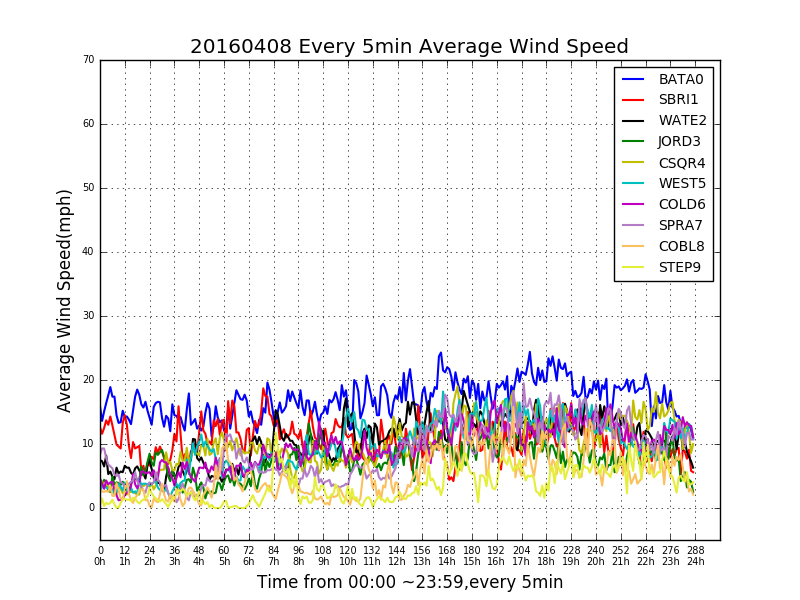 20160408 Every 5min Average Wind Speed
Average Wind Speed(mph)
70
60
50
40
30
20
10
0
BATA0
SBRI1
WATE2
JORD3
CSQR4
WEST5
COLD6
SPRA7
COBL8
STEP9
0 12 24 36 48 60 72 84 96 108 120 132 144 156 168 180 192 204 216 228 240 252 264 276 288
0h 1h 2h 3h 4h 5h 6h 7h 8h 9h 10h 11h 12h 13h 14h 15h 16h 17h 18h 19h 20h 21h 22h 23h 24h
Time from 00:00 ~23:59,every 5min